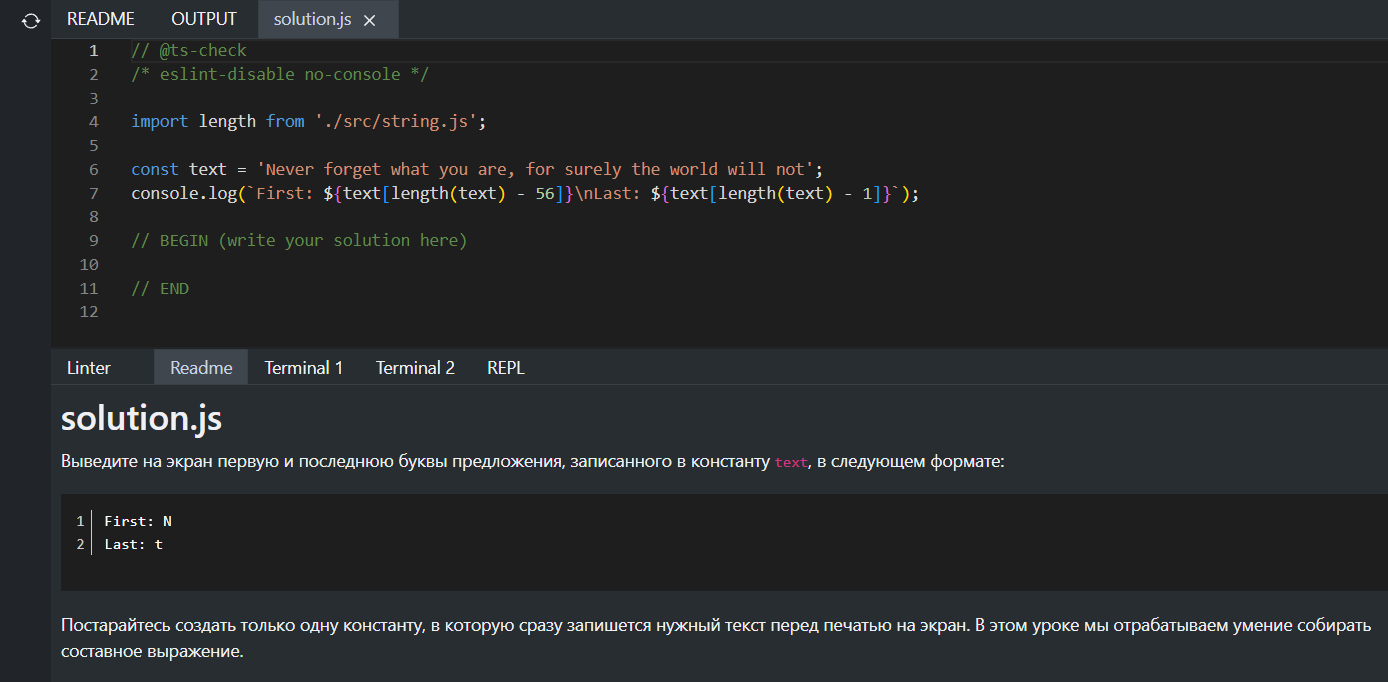 README OUTPUT solution.js ×
1 // @ts-check
2 /* eslint-disable no-console */
3
4 import length from './src/string.js';
5
6 const text = 'Never forget what you are, for surely the world will not';
7 console.log(`First: ${text[length(text) - 56]}\nLast: ${text[length(text) - 1]}`);
8
9 // BEGIN (write your solution here)
10
11 // END
12
Linter Readme Terminal 1 Terminal 2 REPL
solution.js
Выведите на экран первую и последнюю буквы предложения, записанного в константу text, в следующем формате:
1 First: N
2 Last: t
Постарайтесь создать только одну константу, в которую сразу запишется нужный текст перед печатью на экран. В этом уроке мы отрабатываем умение собирать
составное выражение.